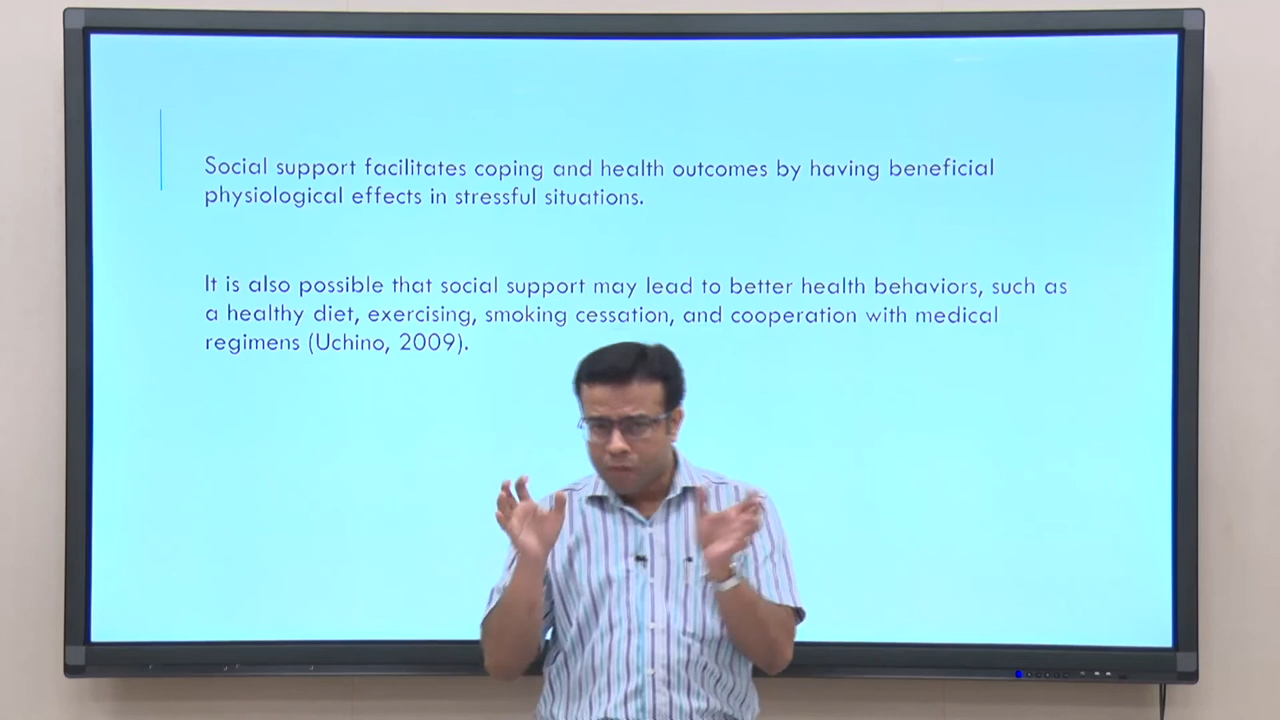 Social support facilitates coping and health outcomes by having beneficial
physiological effects in stressful situations.
It is also possible that social support may lead to better health behaviors, such as
a healthy diet, exercising, smoking cessation, and cooperation with medical
regimens (Uchino, 2009).